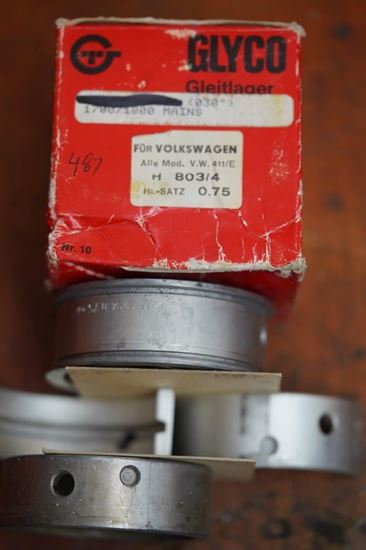 GLYCO
Gleitlager
(030")
1700/1800 MAINS
FÜR VOLKSWAGEN
Alle Mod. V.W. 411/E
H 803/4
HL-SATZ 0.75
487
Nr. 10